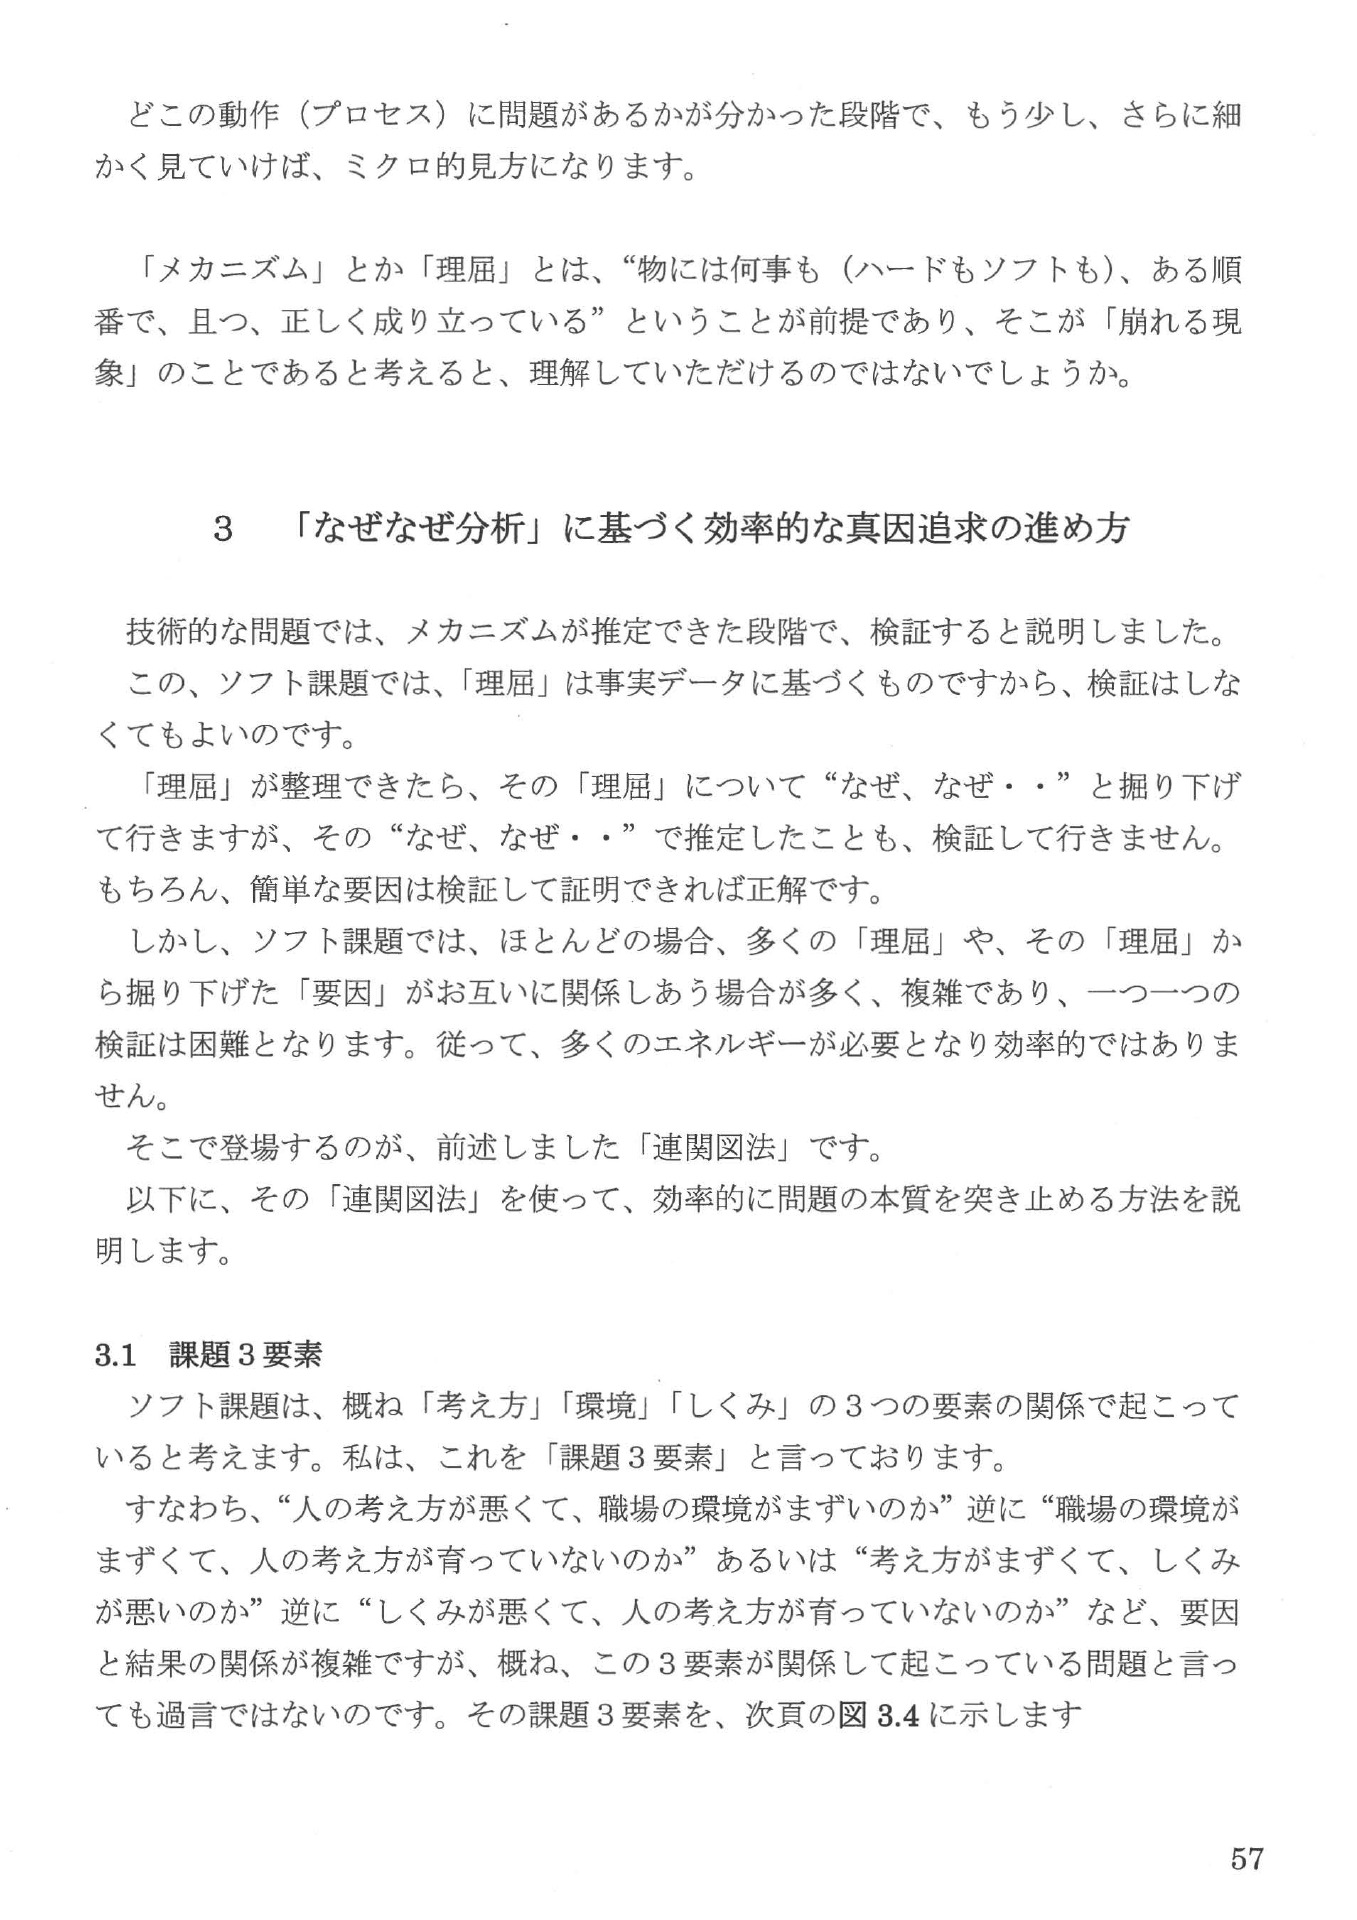 どこの動作（プロセス）に問題があるかが分かった段階で、もう少し、さらに細
かく見ていけば、ミクロ的見方になります。
「メカニズム」とか「理屈」とは、“物には何事も（ハードもソフトも）、ある順
番で、且つ、正しく成り立っている”ということが前提であり、そこが「崩れる現
象」のことであると考えると、理解していただけるのではないでしょうか。
3　「なぜなぜ分析」に基づく効率的な真因追求の進め方
技術的な問題では、メカニズムが推定できた段階で、検証すると説明しました。
この、ソフト課題では、「理屈」は事実データに基づくものですから、検証はしな
くてもよいのです。
「理屈」が整理できたら、その「理屈」について“なぜ、なぜ・・”と掘り下げ
て行きますが、その“なぜ、なぜ・・”で推定したことも、検証して行きません。
もちろん、簡単な要因は検証して証明できれば正解です。
しかし、ソフト課題では、ほとんどの場合、多くの「理屈」や、その「理屈」か
ら掘り下げた「要因」がお互いに関係しあう場合が多く、複雑であり、一つ一つの
検証は困難となります。従って、多くのエネルギーが必要となり効率的ではありま
せん。
そこで登場するのが、前述しました「連関図法」です。
以下に、その「連関図法」を使って、効率的に問題の本質を突き止める方法を説
明します。
3.1　課題３要素
ソフト課題は、概ね「考え方」「環境」「しくみ」の３つの要素の関係で起こって
いると考えます。私は、これを「課題３要素」と言っております。
すなわち、“人の考え方が悪くて、職場の環境がまずいのか”逆に“職場の環境が
まずくて、人の考え方が育っていないのか”あるいは“考え方がまずくて、しくみ
が悪いのか”逆に“しくみが悪くて、人の考え方が育っていないのか”など、要因
と結果の関係が複雑ですが、概ね、この３要素が関係して起こっている問題と言っ
ても過言ではないのです。その課題３要素を、次頁の図 3.4 に示します
57